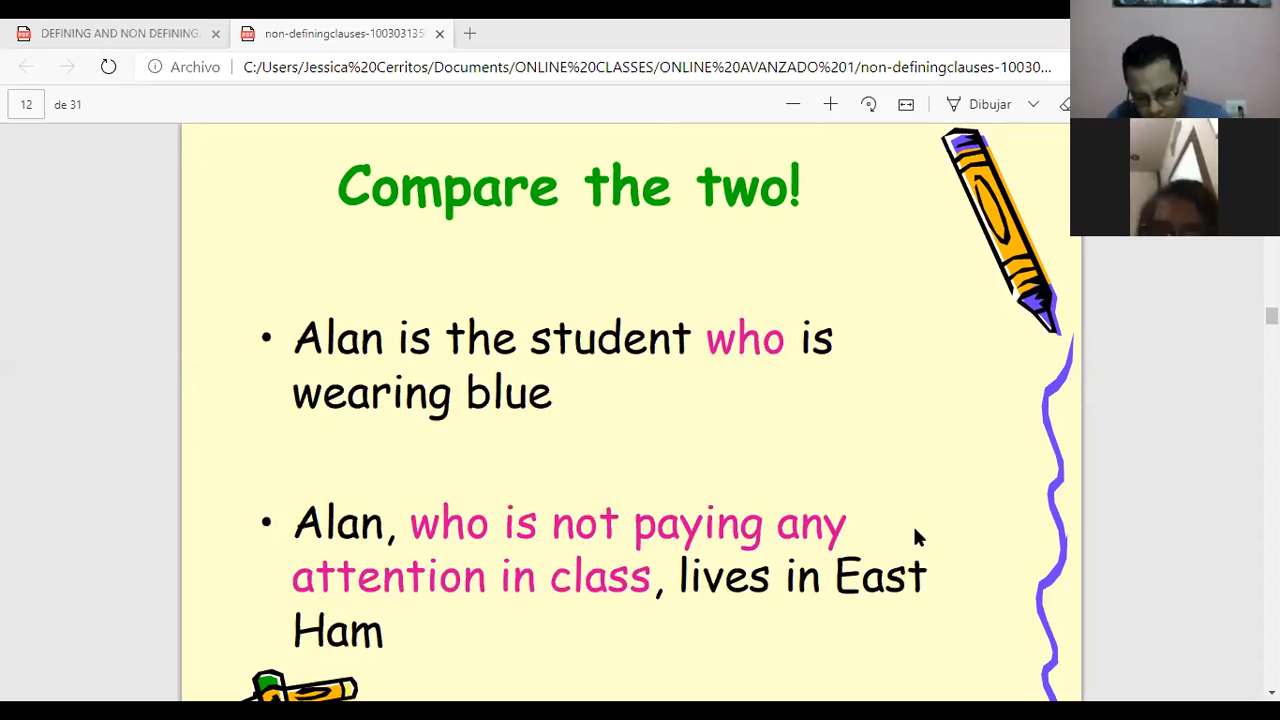 DEFINING AND NON DEFINING
non-definingclauses-100303135
Archivo
C:/Users/Jessica%20Cerritos/Documents/ONLINE%20CLASSES/ONLINE%20AVANZADO%201/non-definingclauses-10030...
12 de 31
Dibujar
Compare the two!
• Alan is the student who is
wearing blue
• Alan, who is not paying any
attention in class, lives in East
Ham